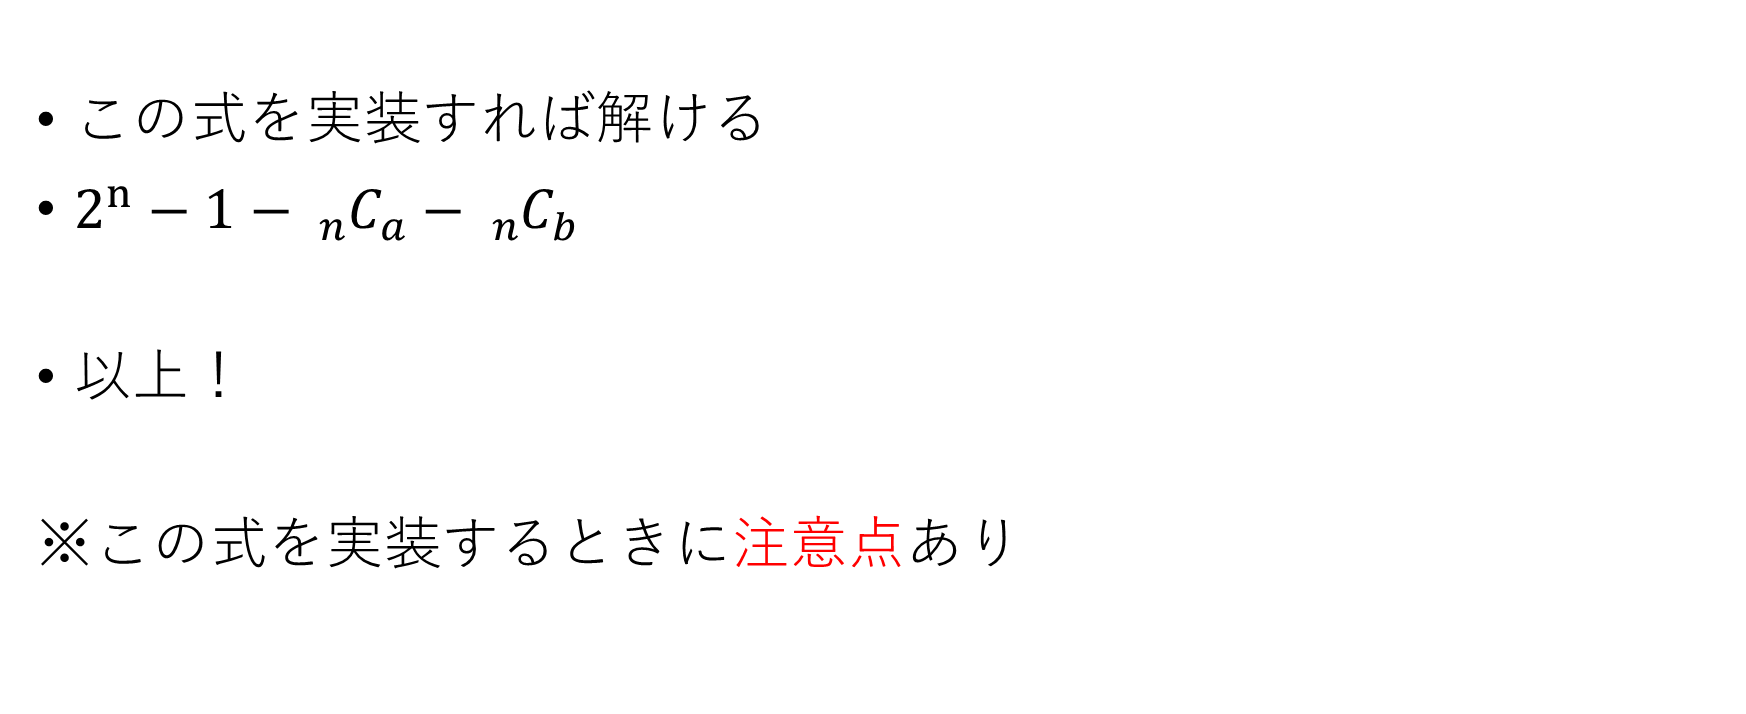 • この式を実装すれば解ける
• 2ⁿ − 1 − ₙCₐ − ₙC_b
• 以上！
※この式を実装するときに注意点あり